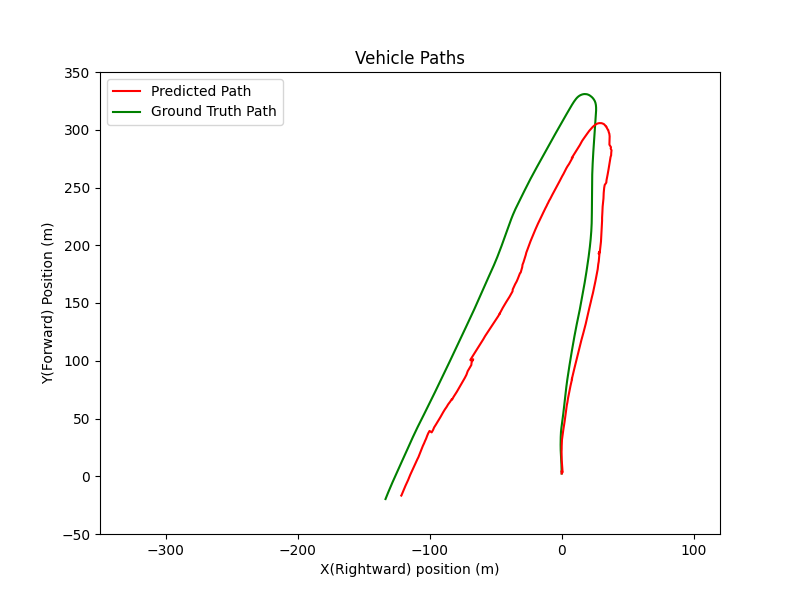 Vehicle Paths
Predicted Path
Ground Truth Path
350
300
250
200
150
100
50
0
−50
Y(Forward) Position (m)
−300
−200
−100
0
100
X(Rightward) position (m)